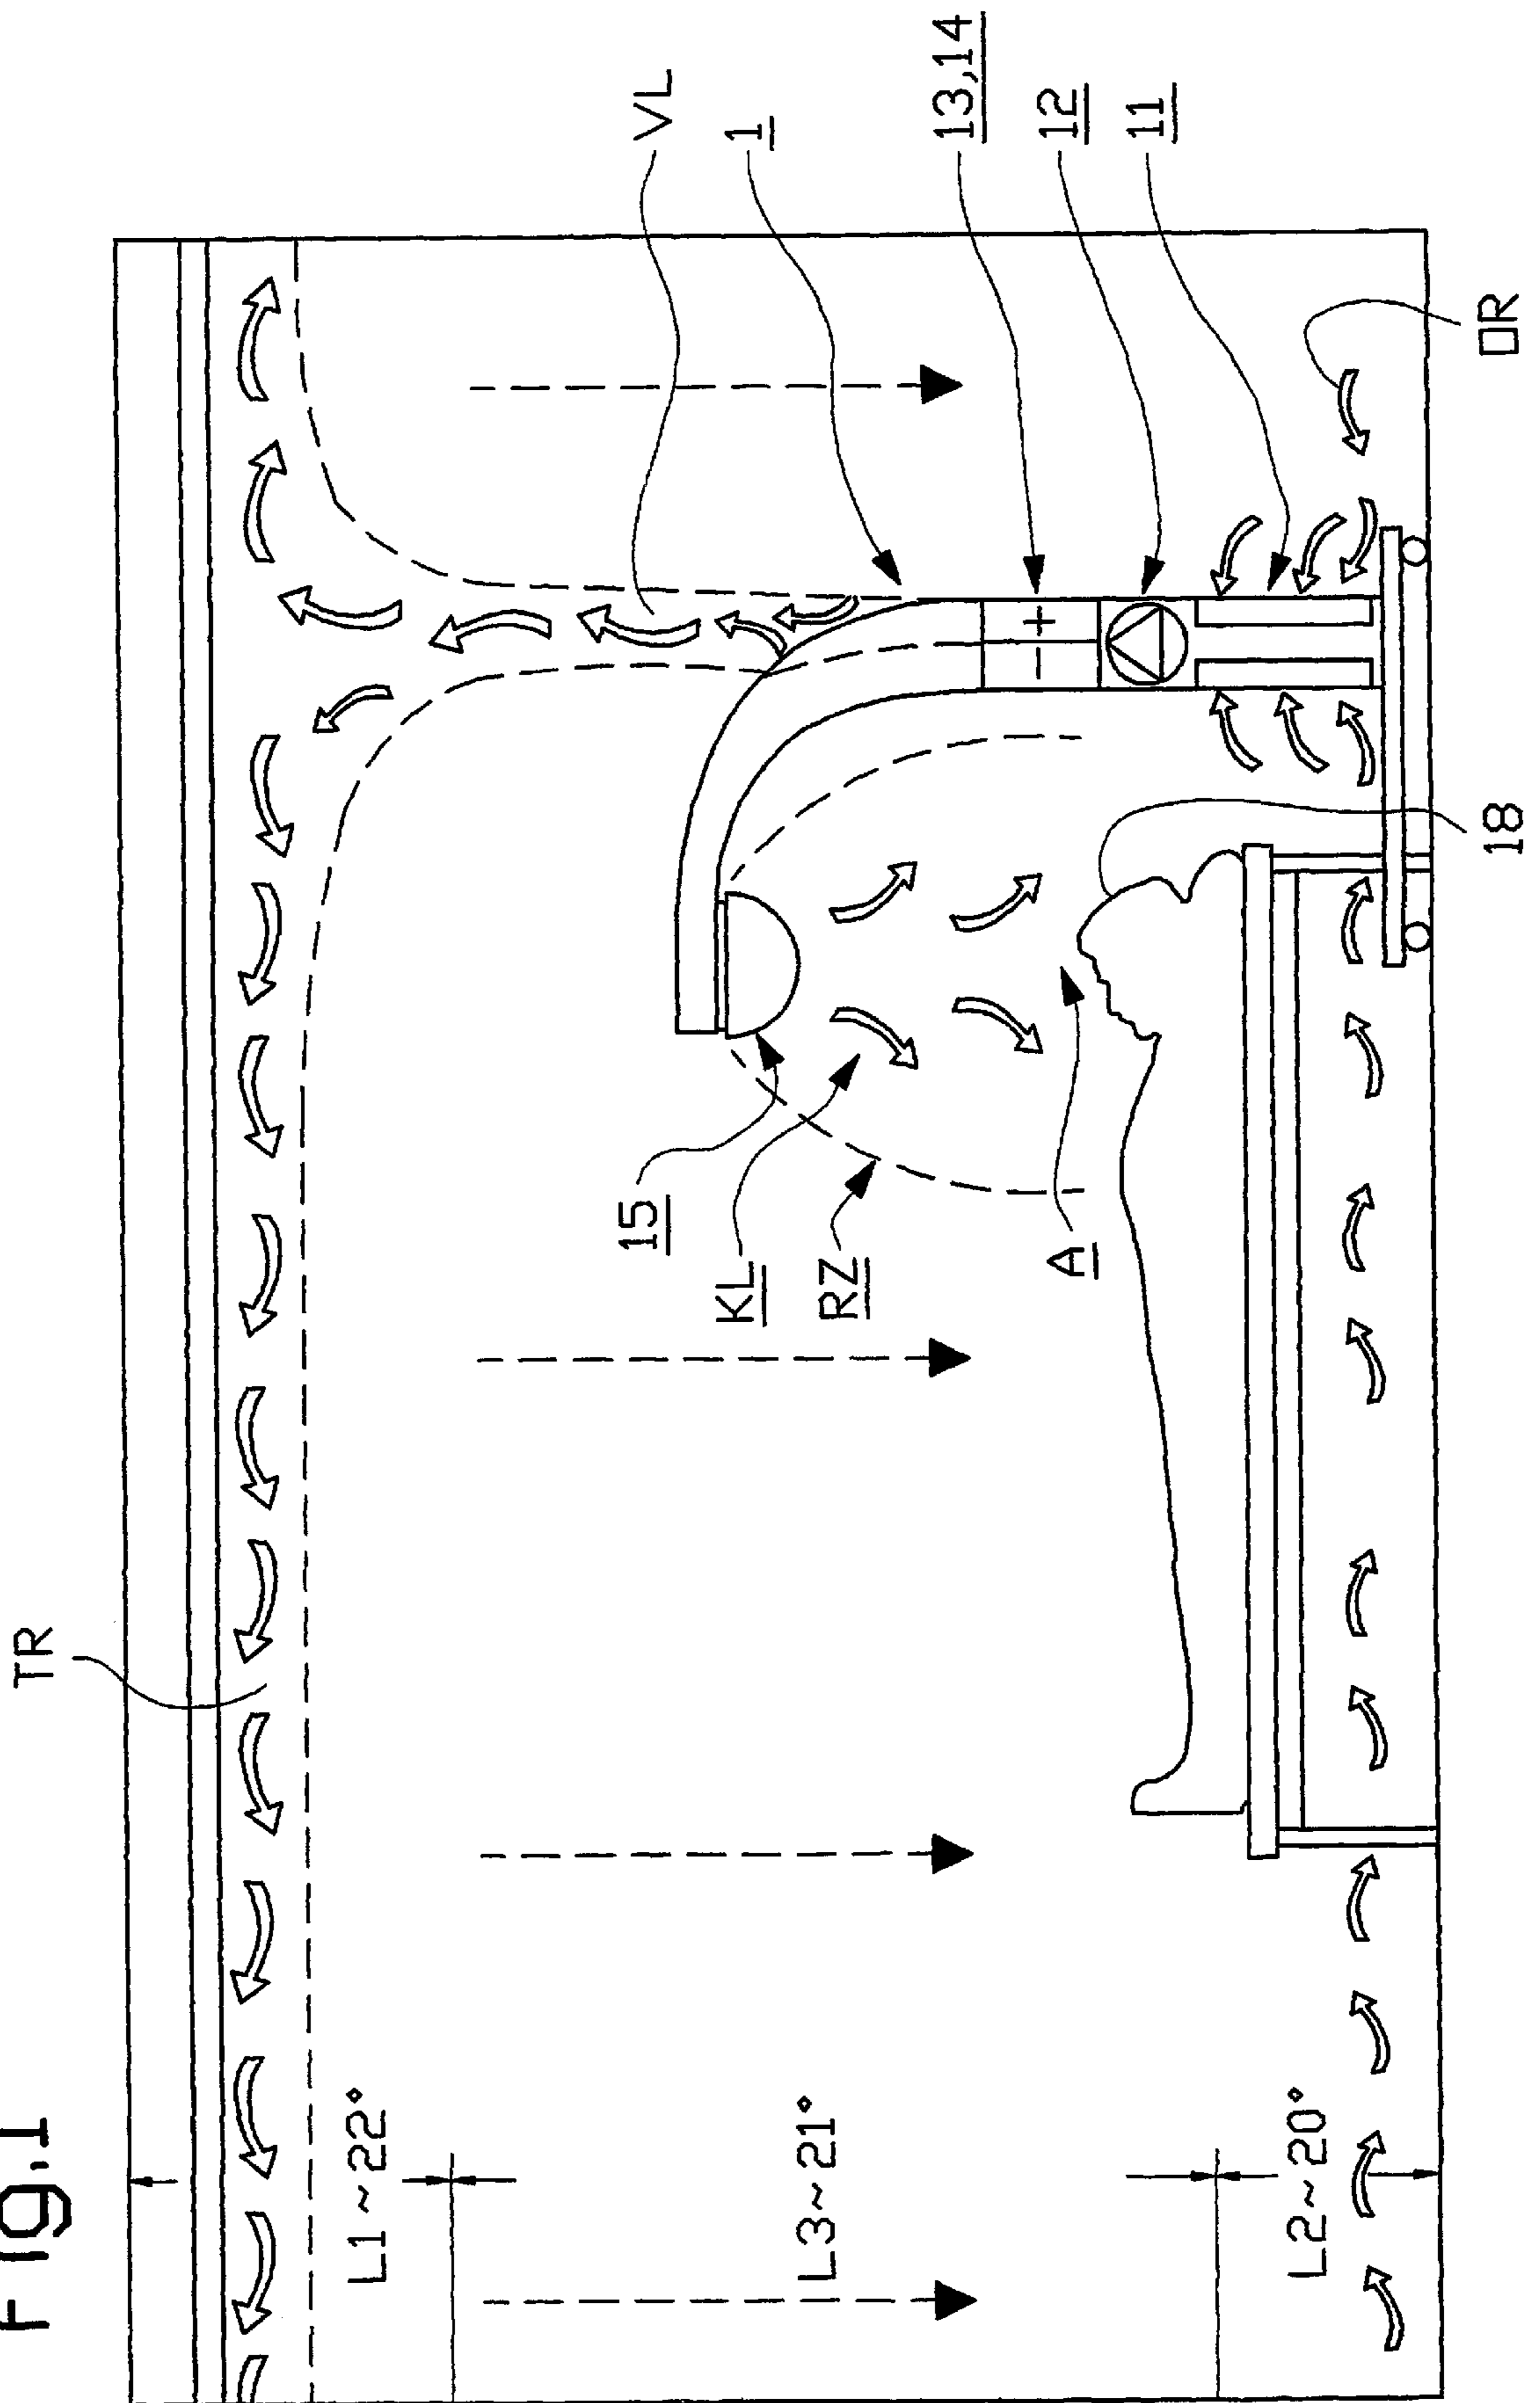 Fig.1
TR
VL
1
13,14
12
11
OR
18
15
KL
RZ
A
L1~22°
L3~21°
L2~20°
+
-